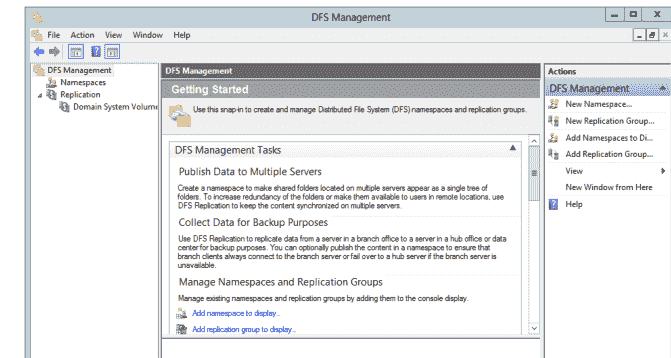 DFS Management
File Action View Window Help
DFS Management
Namespaces
Replication
Domain System Volume
DFS Management
Getting Started
Use this snap-in to create and manage Distributed File System (DFS) namespaces and replication groups.
DFS Management Tasks
Publish Data to Multiple Servers
Create a namespace to make shared folders located on multiple servers appear as a single tree of
folders. To increase redundancy of the folders or make them available to users in remote locations, use
DFS Replication to keep the content synchronized on multiple servers.
Collect Data for Backup Purposes
Use DFS Replication to replicate data from a server in a branch office to a server in a hub office or data
center for backup purposes. You can optionally publish the content in a namespace to ensure that
branch clients always connect to the branch server or fail over to a hub server if the branch server is
unavailable.
Manage Namespaces and Replication Groups
Manage existing namespaces and replication groups by adding them to the console display.
Add namespace to display..
Add replication group to display..
Actions
DFS Management
New Namespace...
New Replication Group...
Add Namespaces to Di...
Add Replication Group...
View
New Window from Here
Help